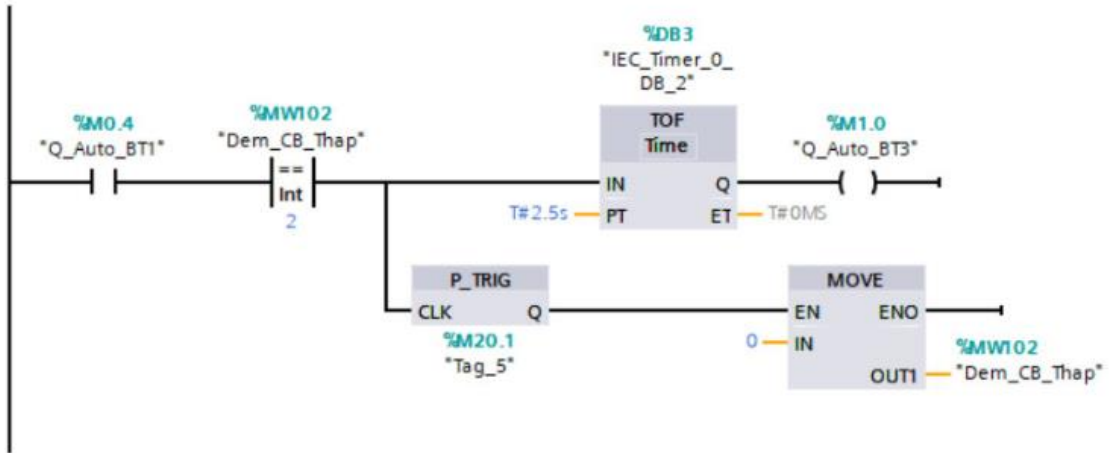 %DB3
"IEC_Timer_0_
DB_2"
%M0.4
"Q_Auto_BT1"
%MW102
"Dem_CB_Thap"
==
Int
2
TOF
Time
IN Q
T#2.5s PT ET T#0MS
%M1.0
"Q_Auto_BT3"
P_TRIG
CLK Q
%M20.1
"Tag_5"
MOVE
EN ENO
0 IN
OUT1
%MW102
"Dem_CB_Thap"